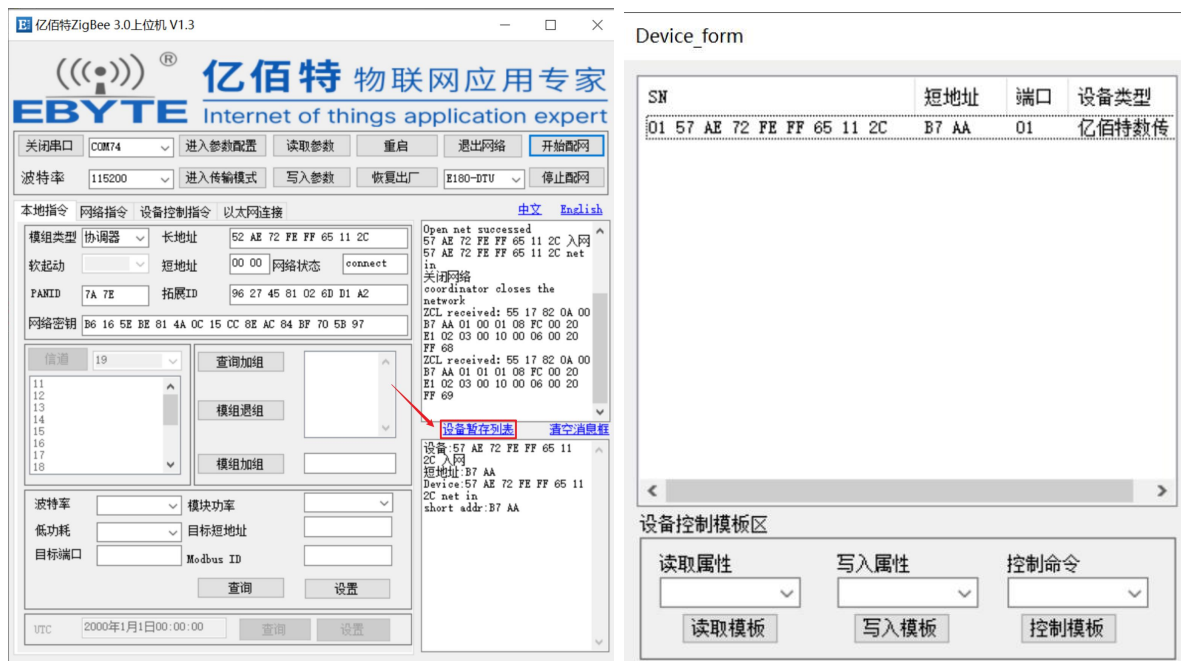 亿佰特ZigBee 3.0上位机 V1.3
®
EBYTE
亿佰特 物联网应用专家
Internet of things application expert
关闭串口 COM74 进入参数配置 读取参数 重启 退出网络 开始配网
波特率 115200 进入传输模式 写入参数 恢复出厂 E180-DTU 停止配网
本地指令 网络指令 设备控制指令 以太网连接
中文 English
模组类型 协调器 长地址 52 AE 72 FE FF 65 11 2C
软起动 短地址 00 00 网络状态 connect
PANID 7A 7E 拓展ID 96 27 45 81 02 6D D1 A2
网络密钥 B6 16 5E BE 81 4A 0C 15 CC 8E AC 84 BF 70 5B 97
信道 19
11
12
13
14
15
16
17
18
查询加组
模组退组
模组加组
波特率 模块功率
低功耗 目标短地址
目标端口 Modbus ID
查询 设置
UTC 2000年1月1日00:00:00 查询 设置
Open net successed
57 AE 72 FE FF 65 11 2C 入网
57 AE 72 FE FF 65 11 2C net
in
关闭网络
coordinator closes the
network
ZCL received: 55 17 82 0A 00
B7 AA 01 00 01 08 FC 00 20
E1 02 03 00 10 00 06 00 20
FF 68
ZCL received: 55 17 82 0A 00
B7 AA 01 01 01 08 FC 00 20
E1 02 03 00 10 00 06 00 20
FF 69
设备暂存列表 清空消息框
设备:57 AE 72 FE FF 65 11
2C 入网
短地址:B7 AA
Device:57 AE 72 FE FF 65 11
2C net in
short addr:B7 AA
Device_form
SN 短地址 端口 设备类型
01 57 AE 72 FE FF 65 11 2C B7 AA 01 亿佰特数传
设备控制模板区
读取属性 写入属性 控制命令
读取模板 写入模板 控制模板